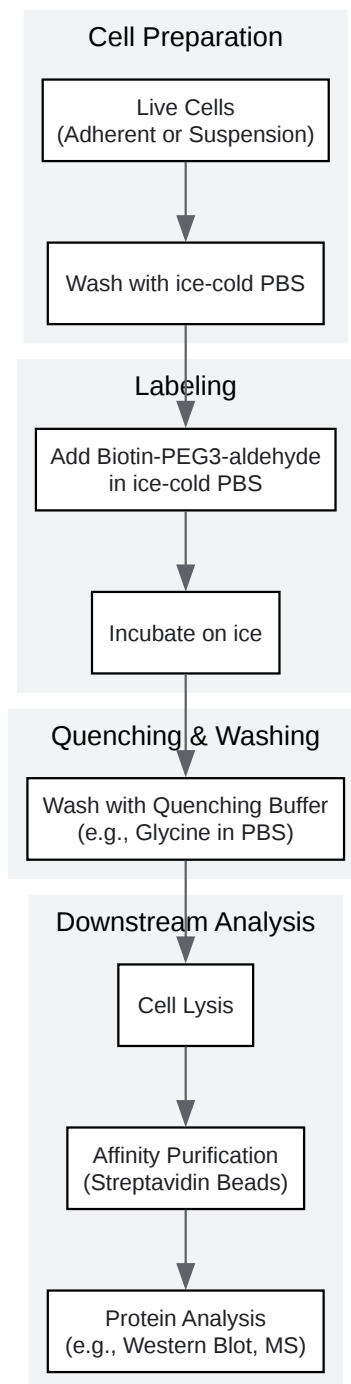 Cell Preparation
Live Cells
(Adherent or Suspension)
Wash with ice-cold PBS
Labeling
Add Biotin-PEG3-aldehyde
in ice-cold PBS
Incubate on ice
Quenching & Washing
Wash with Quenching Buffer
(e.g., Glycine in PBS)
Downstream Analysis
Cell Lysis
Affinity Purification
(Streptavidin Beads)
Protein Analysis
(e.g., Western Blot, MS)